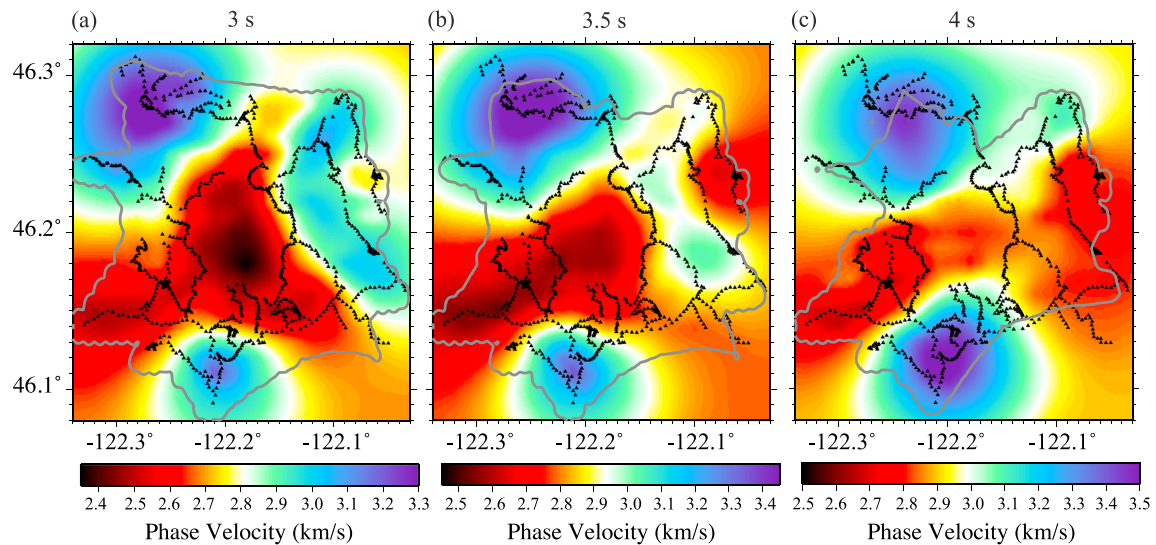 (a) 3 s (b) 3.5 s (c) 4 s
46.3°
46.2°
46.1°
-122.3° -122.2° -122.1° -122.3° -122.2° -122.1° -122.3° -122.2° -122.1°
2.4 2.5 2.6 2.7 2.8 2.9 3.0 3.1 3.2 3.3 2.5 2.6 2.7 2.8 2.9 3.0 3.1 3.2 3.3 3.4 2.5 2.6 2.7 2.8 2.9 3.0 3.1 3.2 3.3 3.4 3.5
Phase Velocity (km/s) Phase Velocity (km/s) Phase Velocity (km/s)